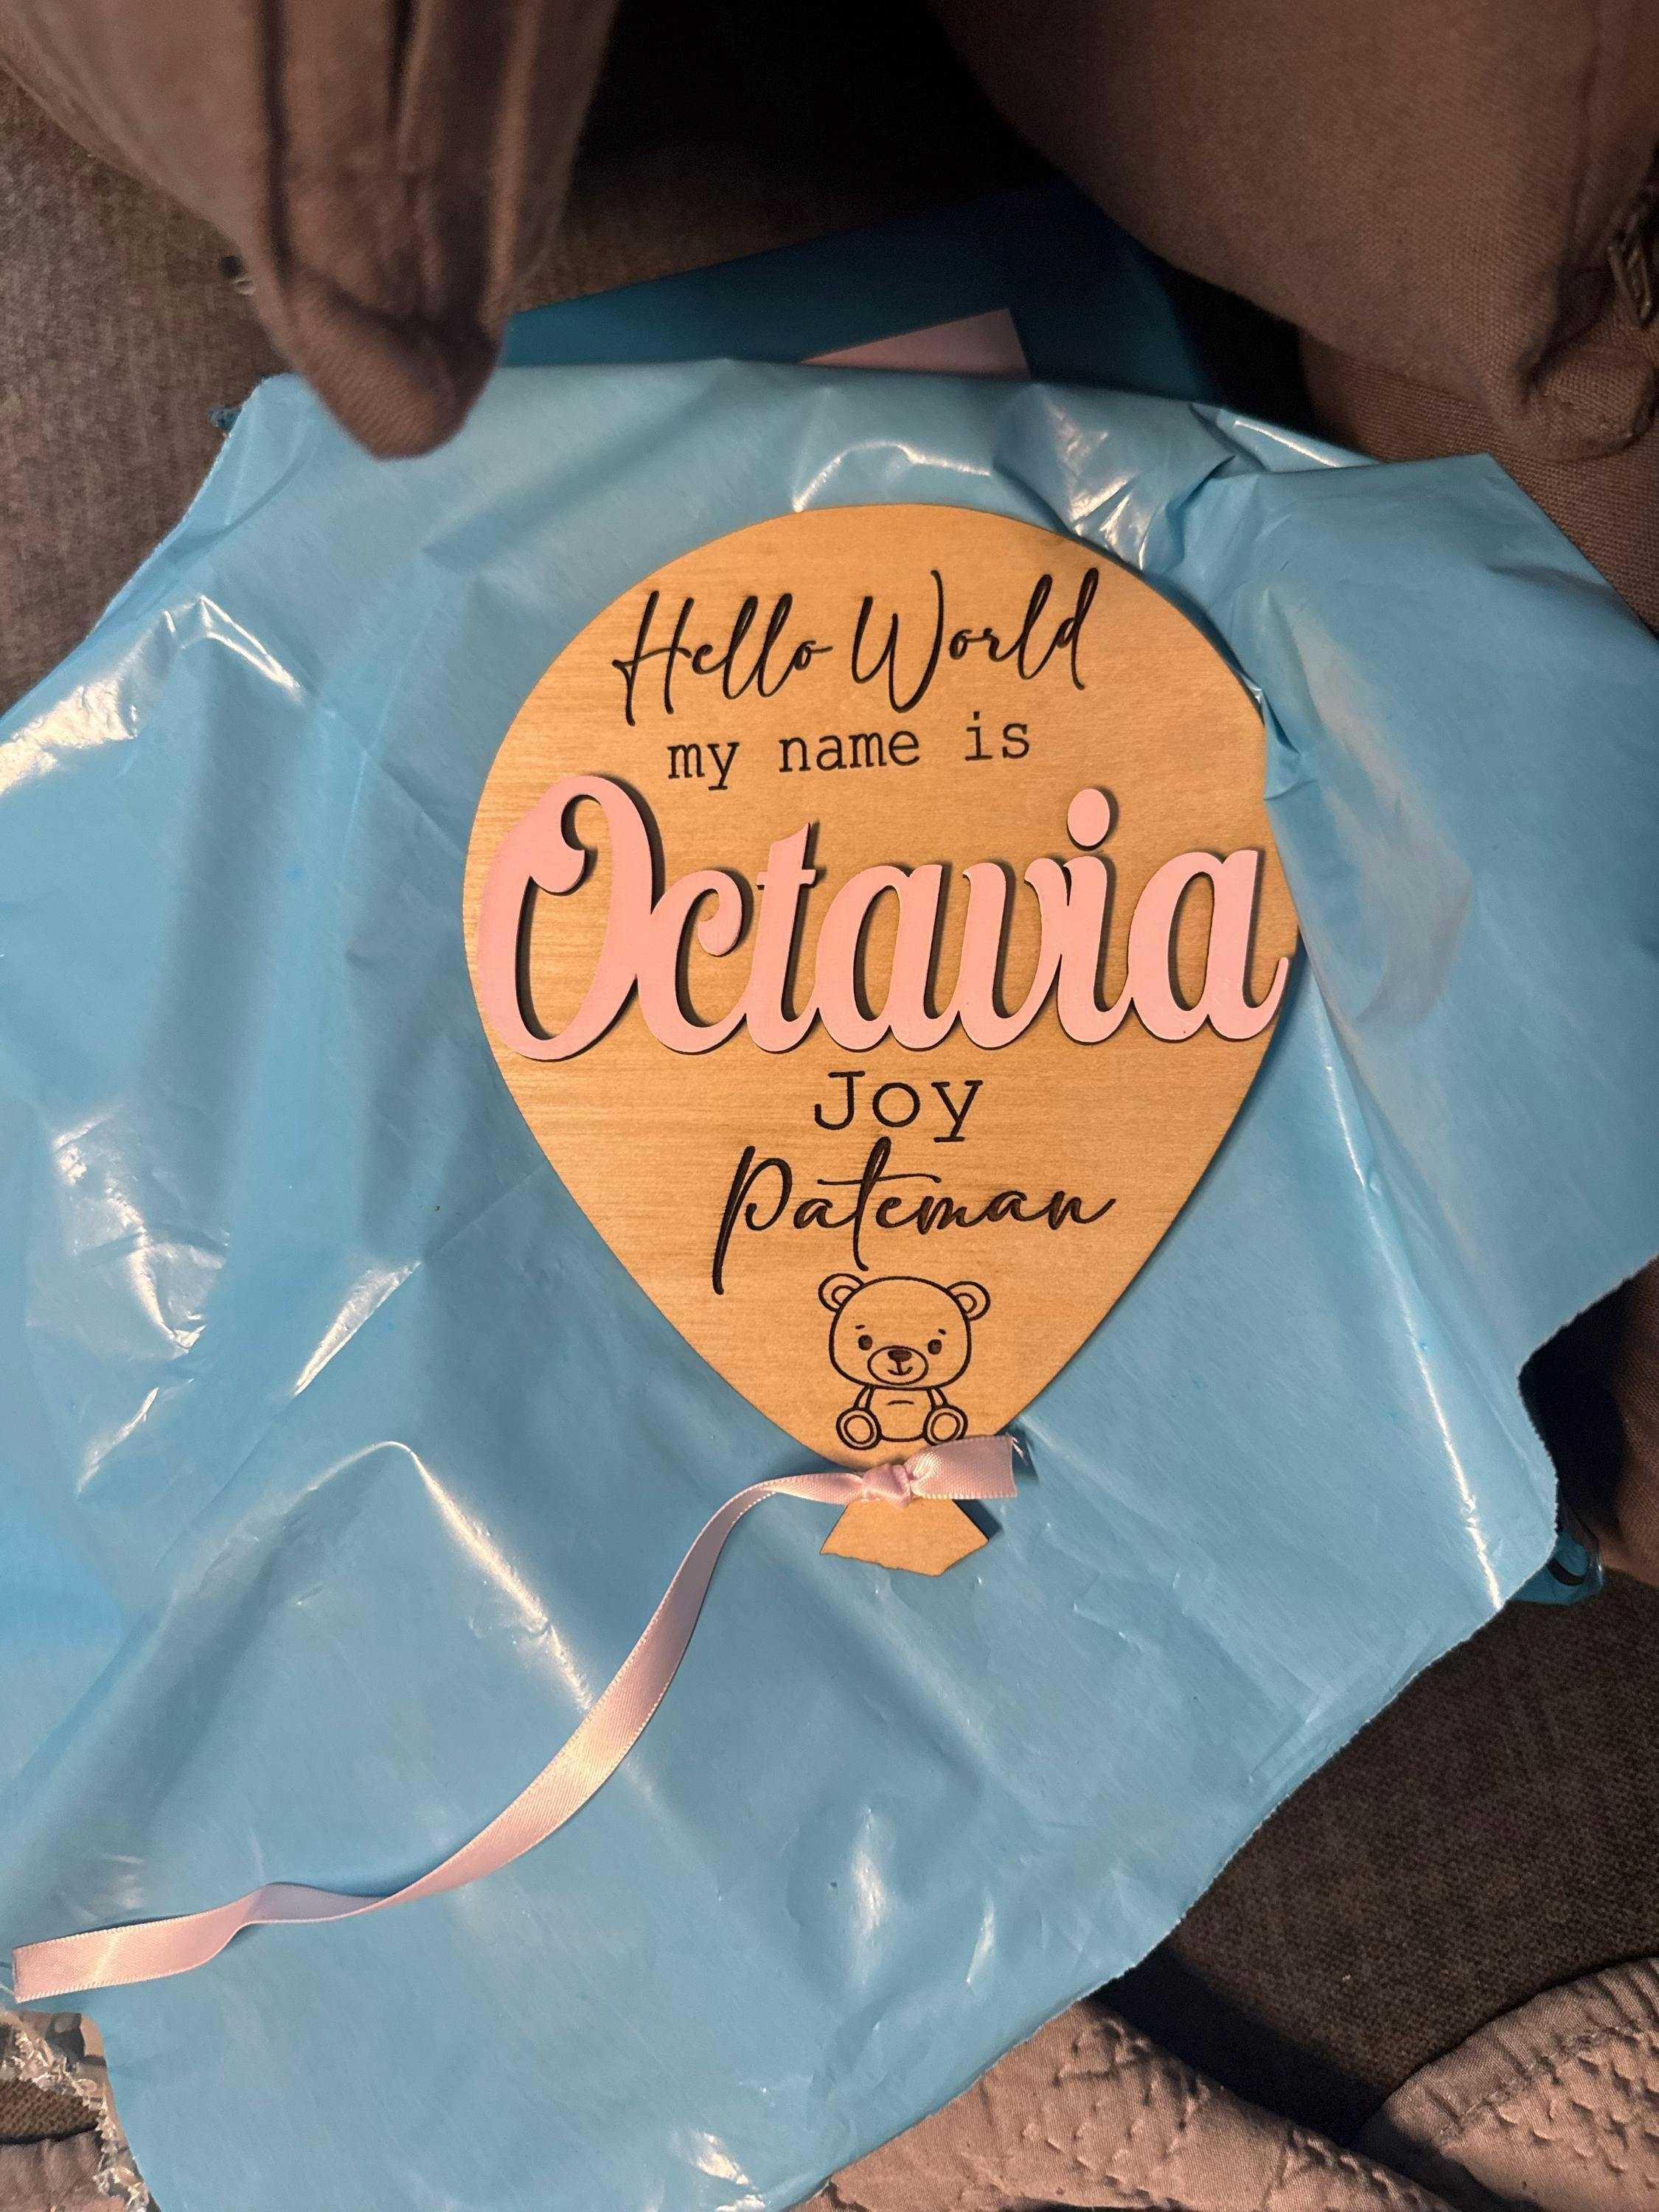 Hello World
my name is
Octavia
Joy
Pateman